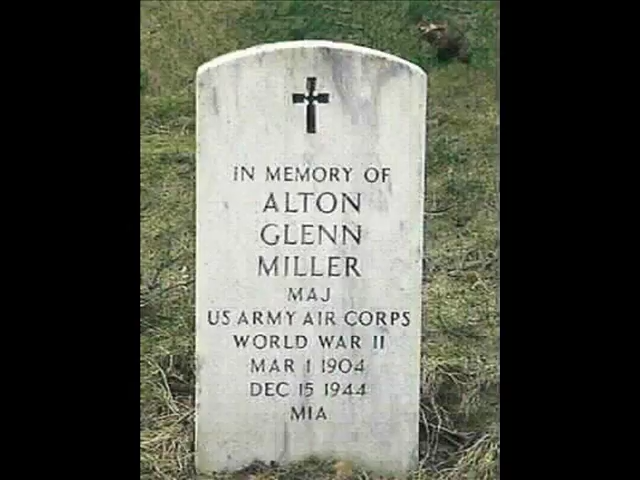 IN MEMORY OF
ALTON
GLENN
MILLER
MAJ
US ARMY AIR CORPS
WORLD WAR II
MAR 1 1904
DEC 15 1944
MIA